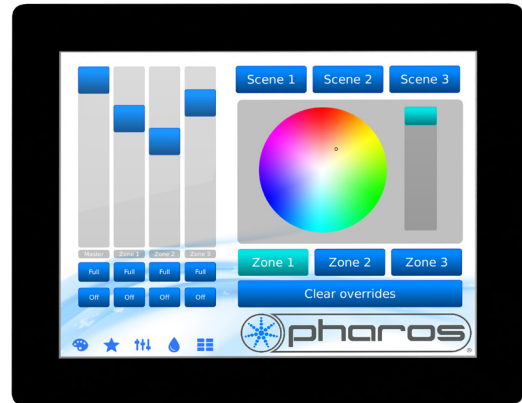 Scene 1 Scene 2 Scene 3
Master Zone 1 Zone 2 Zone 3
Full Full Full Full
Off Off Off Off
Zone 1 Zone 2 Zone 3
Clear overrides
pharos®